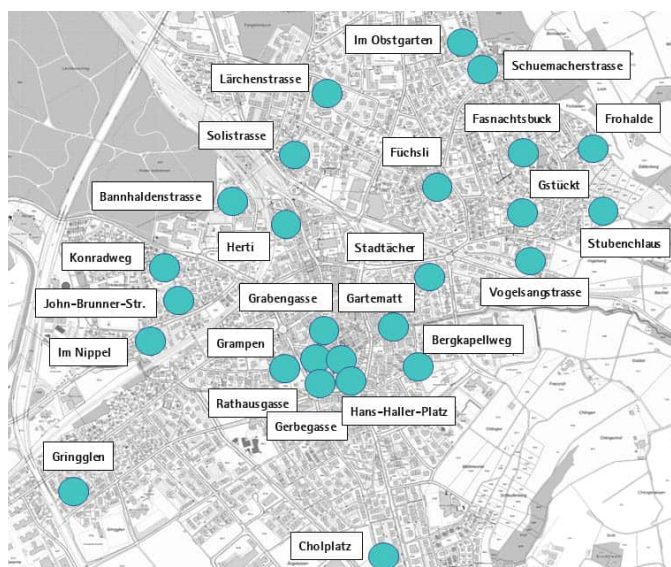 Im Obstgarten
Schuemacherstrasse
Lärchenstrasse
Fasnachtsbuck
Frohalde
Solistrasse
Füchsli
Gstückt
Bannhaldenstrasse
Herti
Stadtächer
Stubenchlaus
Konradweg
Vogelsangstrasse
John-Brunner-Str.
Grabengasse
Gartematt
Im Nippel
Grampen
Bergkapellweg
Rathausgasse
Hans-Haller-Platz
Gerbegasse
Gringglen
Cholplatz